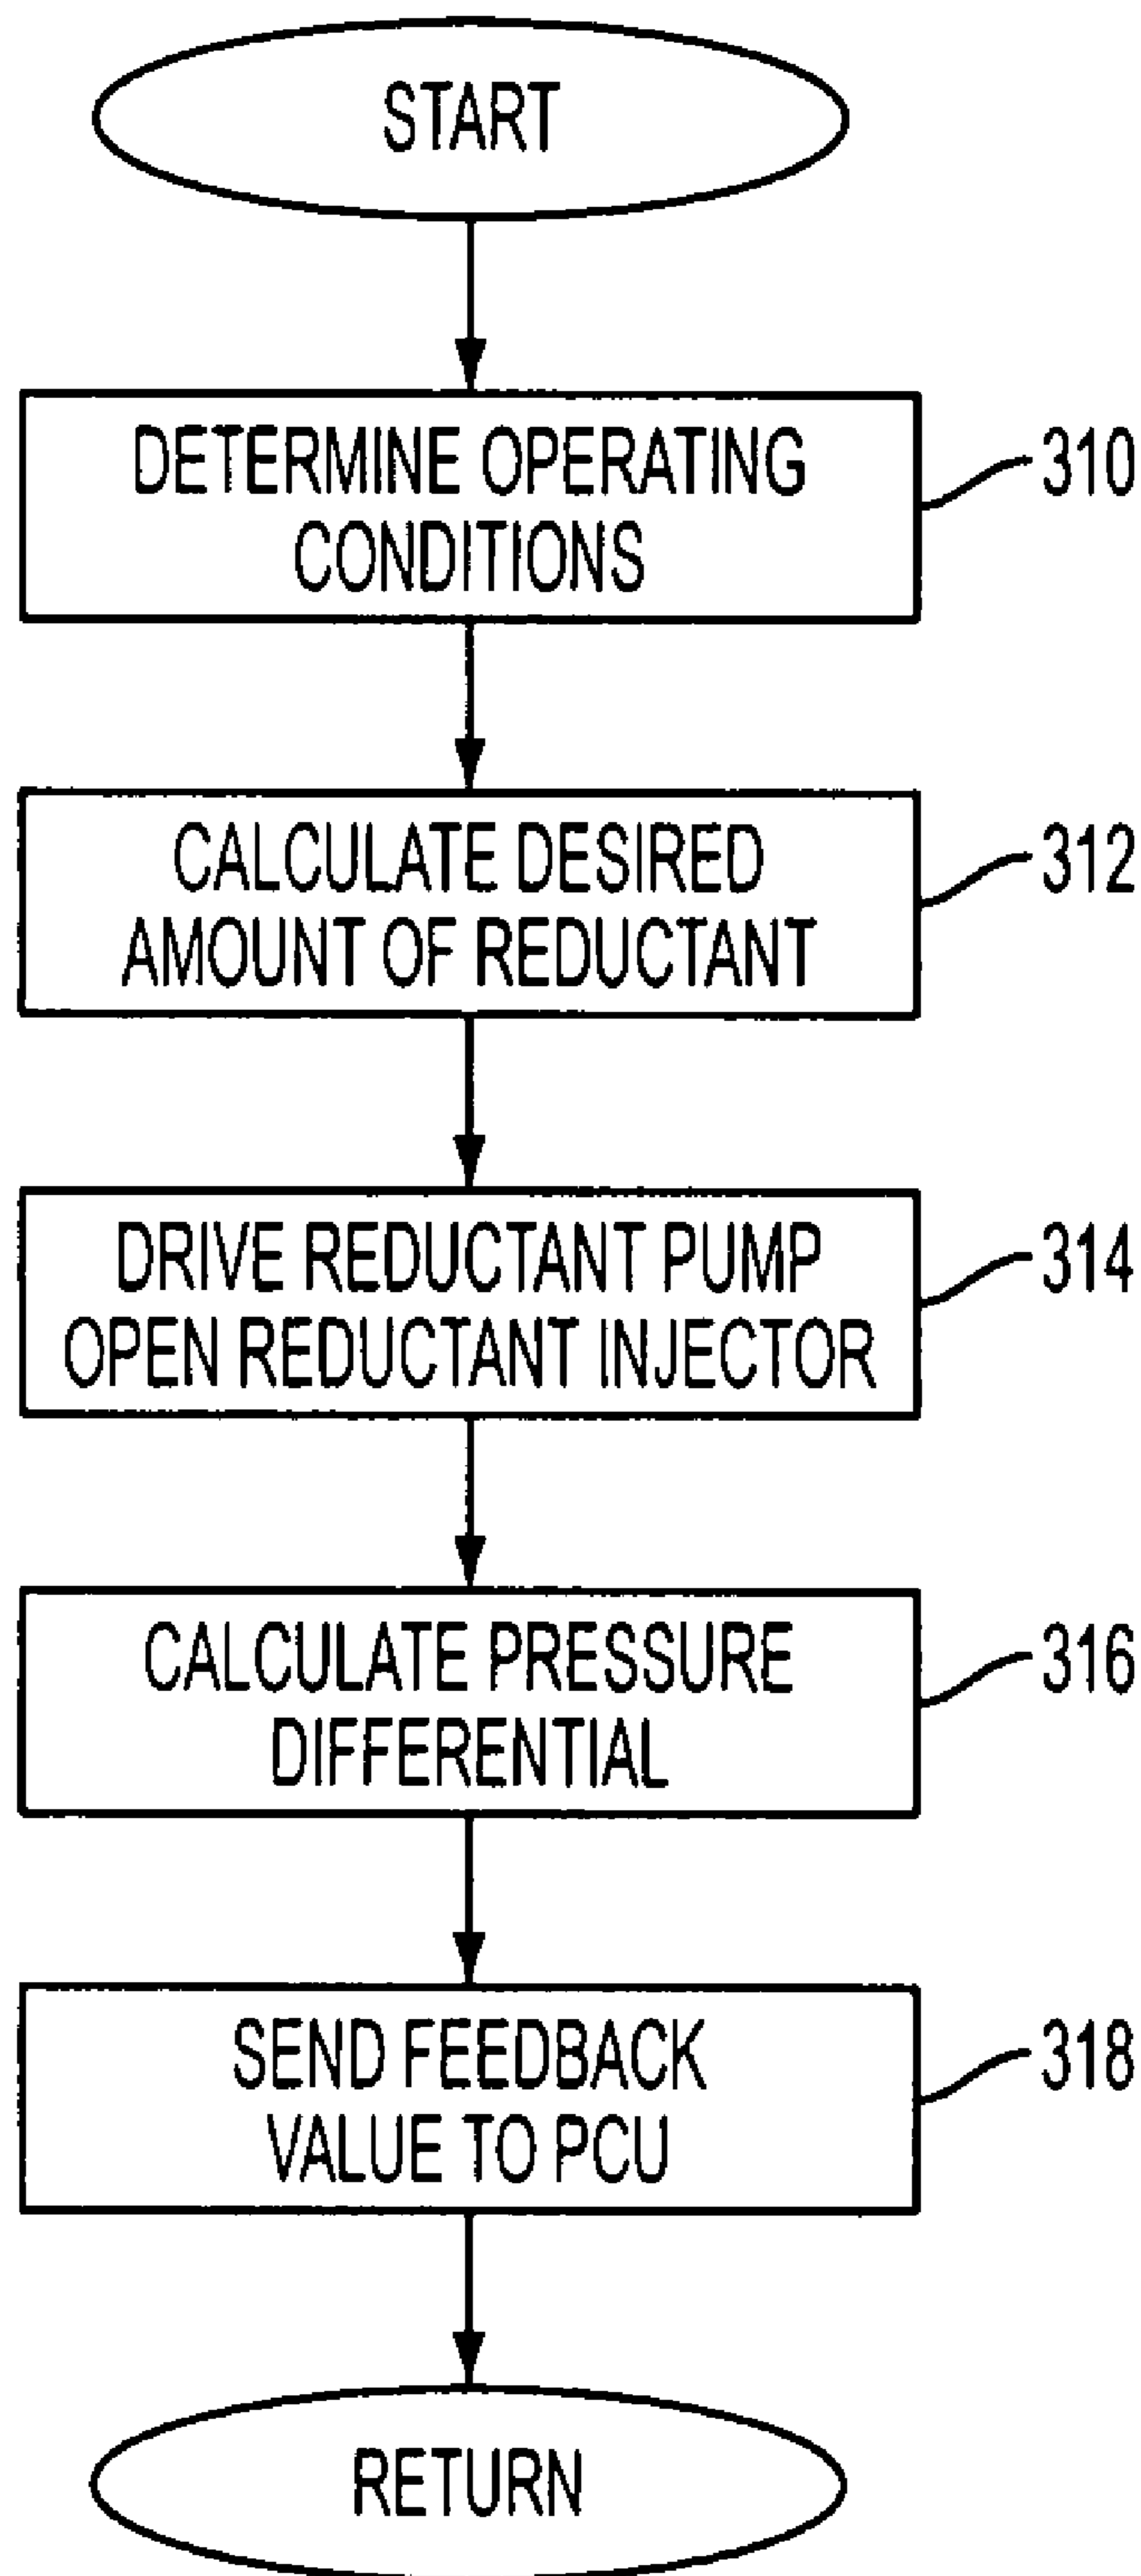 START
DETERMINE OPERATING
CONDITIONS
310
CALCULATE DESIRED
AMOUNT OF REDUCTANT
312
DRIVE REDUCTANT PUMP
OPEN REDUCTANT INJECTOR
314
CALCULATE PRESSURE
DIFFERENTIAL
316
SEND FEEDBACK
VALUE TO PCU
318
RETURN